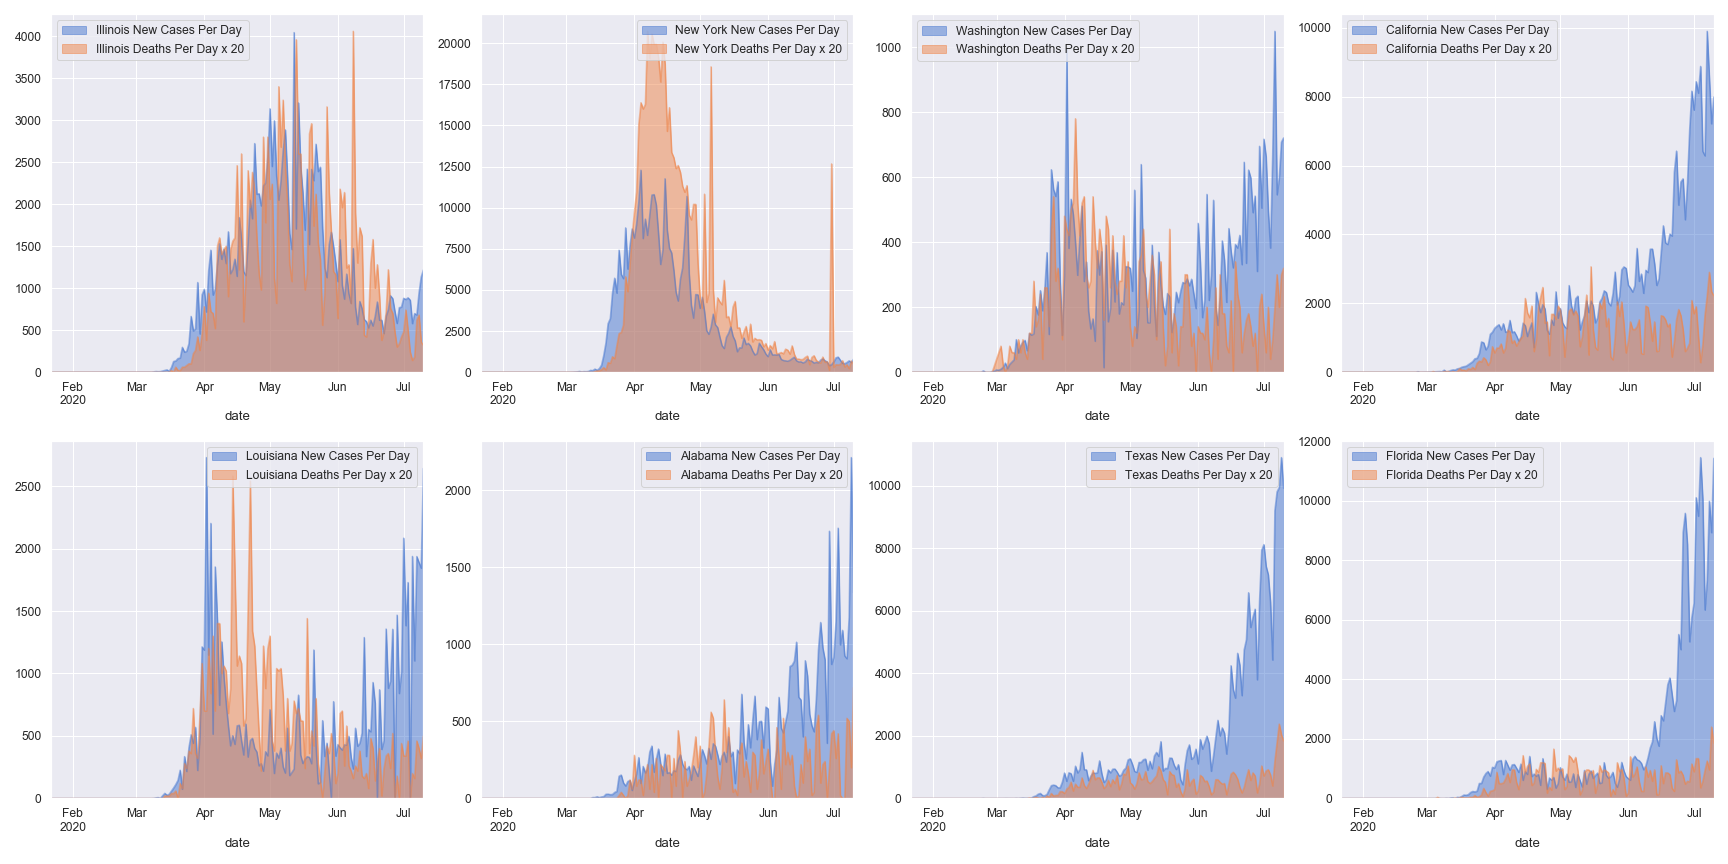 Illinois New Cases Per Day
Illinois Deaths Per Day x 20
4000
3500
3000
2500
2000
1500
1000
500
0
Feb
2020
Mar
Apr
May
Jun
Jul
date
New York New Cases Per Day
New York Deaths Per Day x 20
20000
17500
15000
12500
10000
7500
5000
2500
0
Feb
2020
Mar
Apr
May
Jun
Jul
date
Washington New Cases Per Day
Washington Deaths Per Day x 20
1000
800
600
400
200
0
Feb
2020
Mar
Apr
May
Jun
Jul
date
California New Cases Per Day
California Deaths Per Day x 20
10000
8000
6000
4000
2000
0
Feb
2020
Mar
Apr
May
Jun
Jul
date
Louisiana New Cases Per Day
Louisiana Deaths Per Day x 20
2500
2000
1500
1000
500
0
Feb
2020
Mar
Apr
May
Jun
Jul
date
Alabama New Cases Per Day
Alabama Deaths Per Day x 20
2000
1500
1000
500
0
Feb
2020
Mar
Apr
May
Jun
Jul
date
Texas New Cases Per Day
Texas Deaths Per Day x 20
10000
8000
6000
4000
2000
0
Feb
2020
Mar
Apr
May
Jun
Jul
date
Florida New Cases Per Day
Florida Deaths Per Day x 20
12000
10000
8000
6000
4000
2000
0
Feb
2020
Mar
Apr
May
Jun
Jul
date